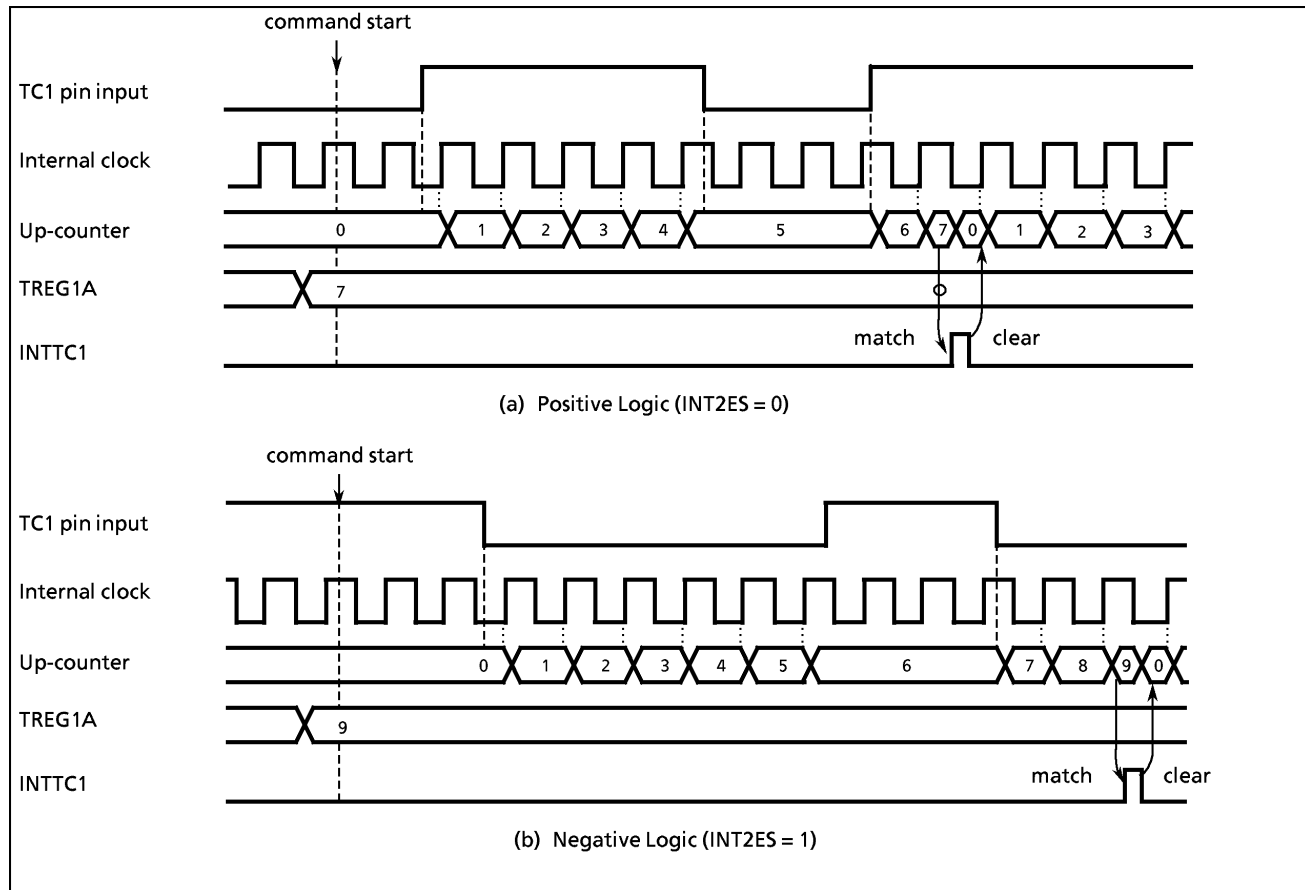 command start
TC1 pin input
Internal clock
Up-counter 0 1 2 3 4 5 6 7 0 1 2 3
TREG1A 7
match clear
INTTC1
(a) Positive Logic (INT2ES = 0)
command start
TC1 pin input
Internal clock
Up-counter 0 1 2 3 4 5 6 7 8 9 0
TREG1A 9
INTTC1 match clear
(b) Negative Logic (INT2ES = 1)